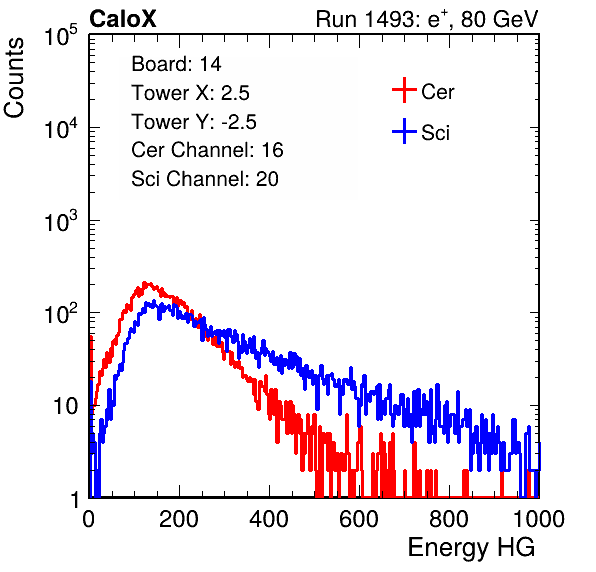 CaloX Run 1493: e⁺, 80 GeV
Counts
Board: 14
Tower X: 2.5
Tower Y: -2.5
Cer Channel: 16
Sci Channel: 20
Cer
Sci
10⁵
10⁴
10³
10²
10
1
0 200 400 600 800 1000
Energy HG